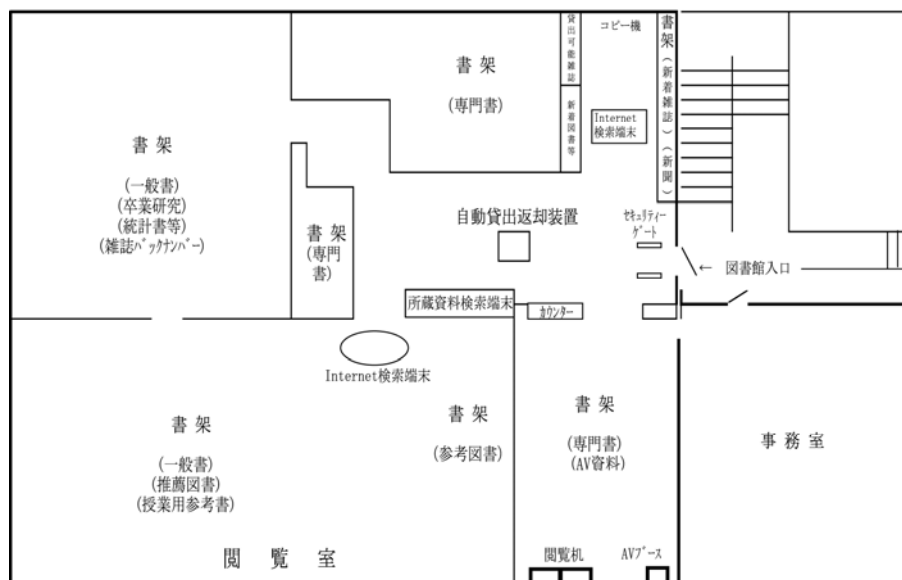 コピー機
書架（新着雑誌）（新聞）
貸出可能雑誌
新着図書等
書 架
(専門書)
Internet
検索端末
書 架
(一般書)
(卒業研究)
(統計書等)
(雑誌ﾊﾞｯｸﾅﾝﾊﾞｰ)
書 架
(専門
書)
自動貸出返却装置
ｾｷｭﾘﾃｨｰ
ｹﾞｰﾄ
← 図書館入口
所蔵資料検索端末
ｶｳﾝﾀｰ
Internet検索端末
書 架
(一般書)
(推薦図書)
(授業用参考書)
書 架
(参考図書)
書 架
(専門書)
(AV資料)
事 務 室
閲 覧 室
閲覧机
AVﾌﾞｰｽ